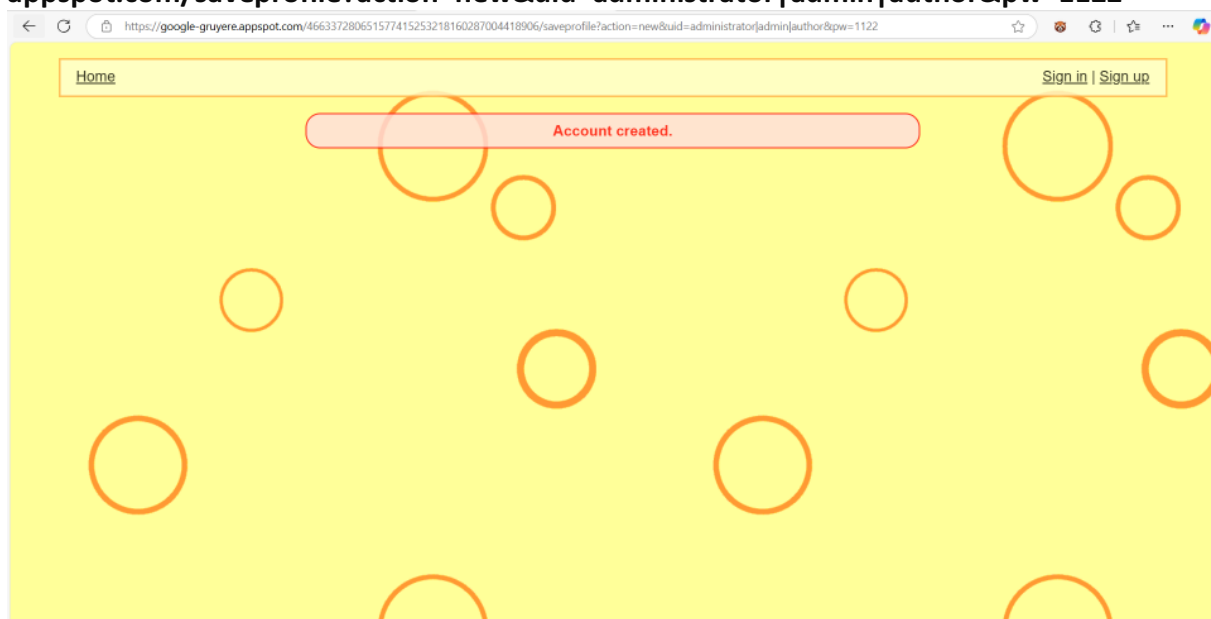 appspot.com/saveprofile?action=new&uid=administrator|admin|author&pw=1122
https://google-gruyere.appspot.com/466337280651577415253218160287004418906/saveprofile?action=new&uid=administrator|admin|author&pw=1122
Home
Sign in | Sign up
Account created.